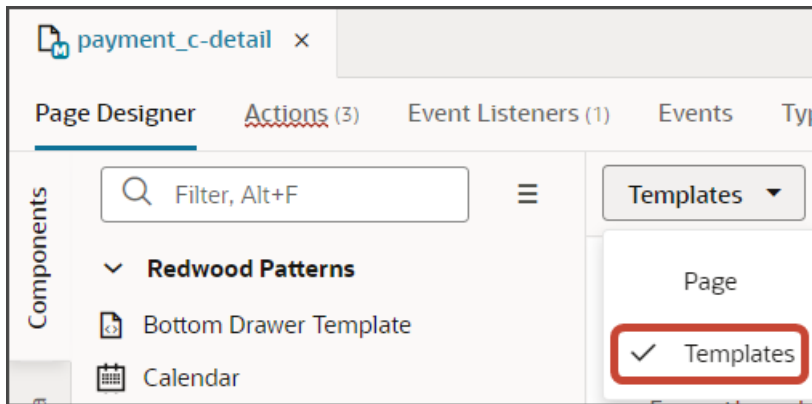 payment_c-detail ×
Page Designer Actions (3) Event Listeners (1) Events
Components
Filter, Alt+F
Templates
Redwood Patterns
Page
Bottom Drawer Template
Templates
Calendar